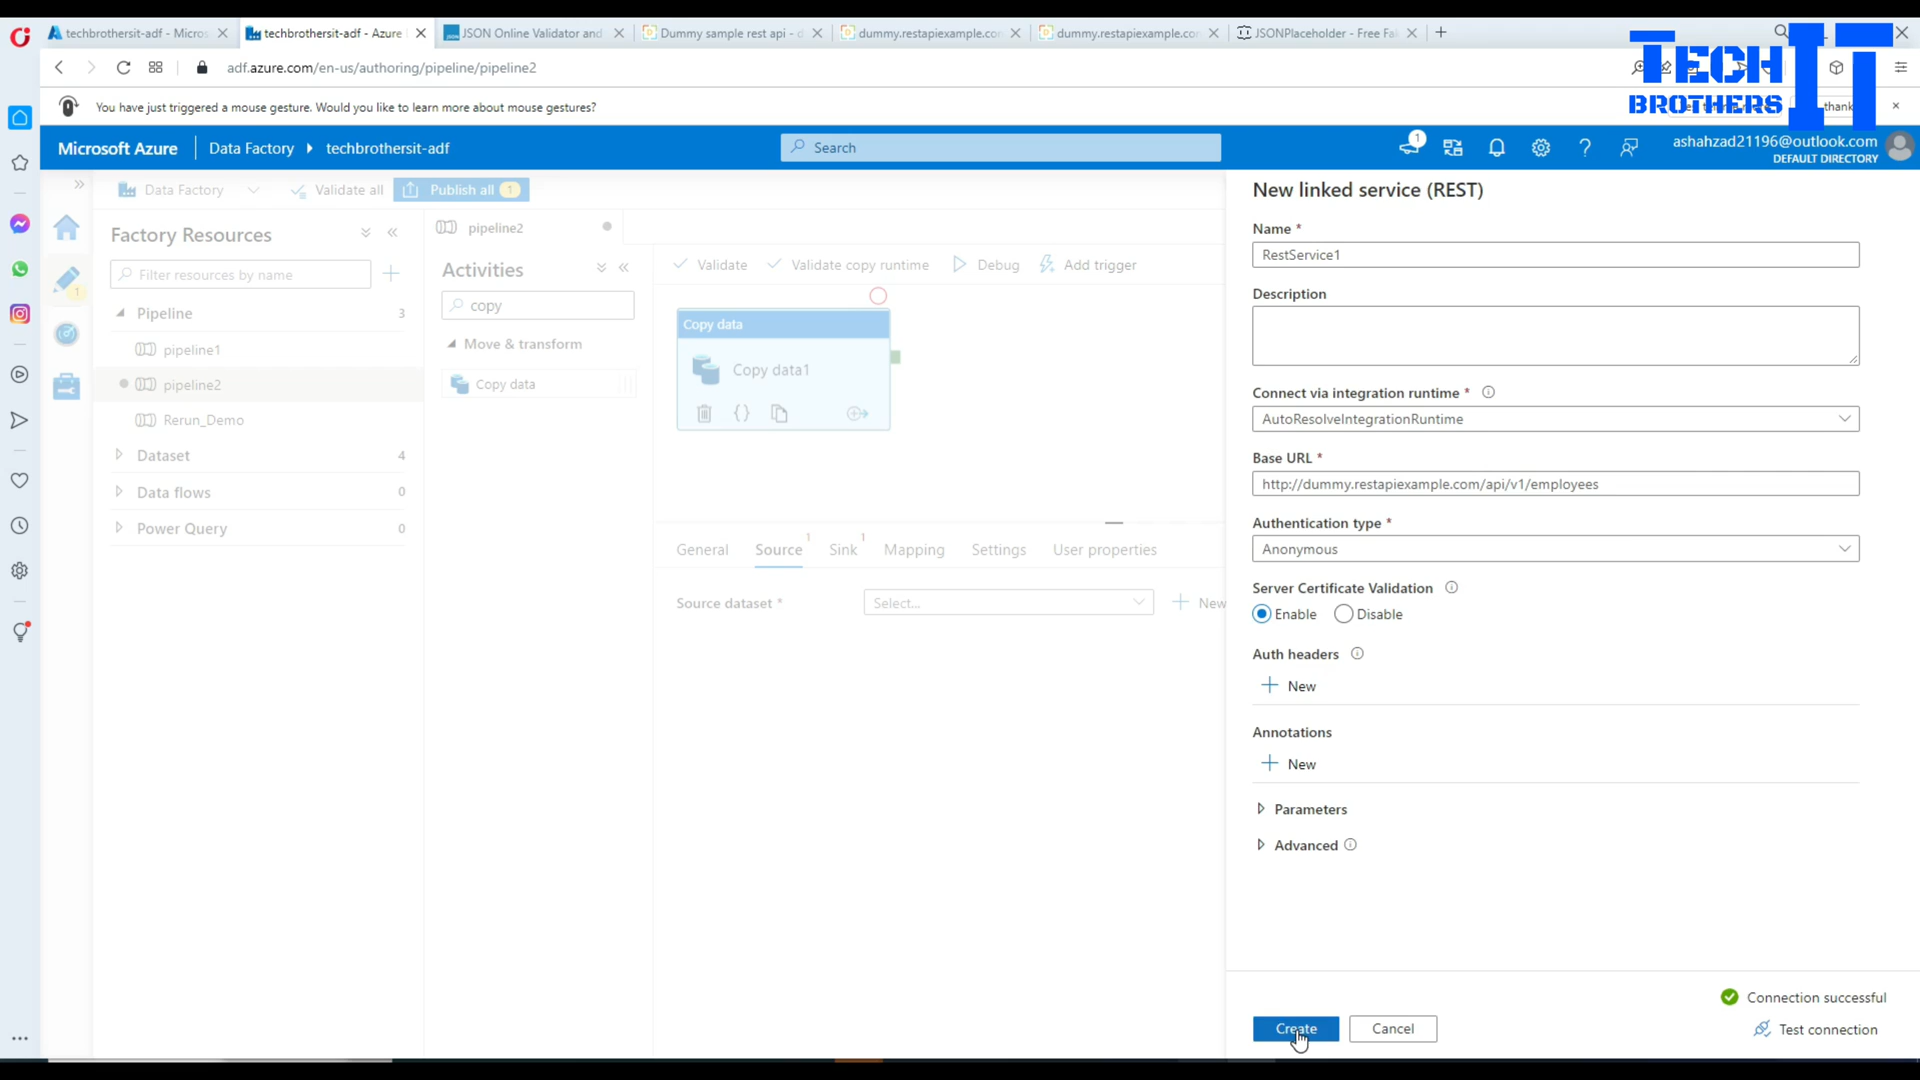 techbrothersit-adf - Micros
techbrothersit-adf - Azure
JSON Online Validator and
Dummy sample rest api - d
dummy.restapiexample.con
dummy.restapiexample.con
JSONPlaceholder - Free Fa
adf.azure.com/en-us/authoring/pipeline/pipeline2
You have just triggered a mouse gesture. Would you like to learn more about mouse gestures?
thank
TECH IT
BROTHERS
Microsoft Azure
Data Factory
techbrothersit-adf
Search
1
ashahzad21196@outlook.com
DEFAULT DIRECTORY
Data Factory
Validate all
Publish all 1
Factory Resources
Filter resources by name
1
Pipeline 3
pipeline1
pipeline2
Rerun_Demo
Dataset 4
Data flows 0
Power Query 0
pipeline2
Activities
copy
Move & transform
Copy data
Validate
Validate copy runtime
Debug
Add trigger
Copy data
Copy data1
General
Source 1
Sink 1
Mapping
Settings
User properties
Source dataset *
Select...
New
New linked service (REST)
Name *
RestService1
Description
Connect via integration runtime *
AutoResolveIntegrationRuntime
Base URL *
http://dummy.restapiexample.com/api/v1/employees
Authentication type *
Anonymous
Server Certificate Validation
Enable Disable
Auth headers
New
Annotations
New
Parameters
Advanced
Connection successful
Create
Cancel
Test connection